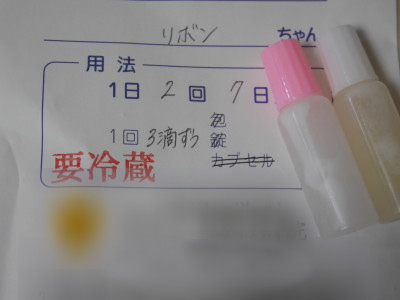 リボン ちゃん
用法
1日 2 回 7 日
包
1回 3滴ずつ 錠
カプセル
要冷蔵